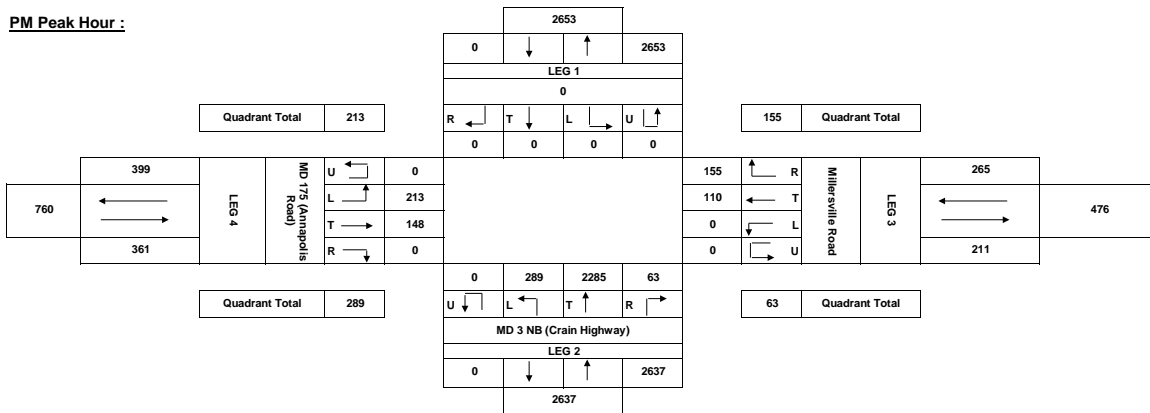 PM Peak Hour :
2653
0 2653
LEG 1
0
Quadrant Total 213
R T L U
Quadrant Total 155
0 0 0 0
399
U 0
155 R
265
760
LEG 4
MD 175 (Annapolis
Road)
L 213
110 T
Millersville Road
LEG 3
476
T 148
0 L
361
R 0
0 U
211
0 289 2285 63
Quadrant Total 289
U L T R
63 Quadrant Total
MD 3 NB (Crain Highway)
LEG 2
0 2637
2637